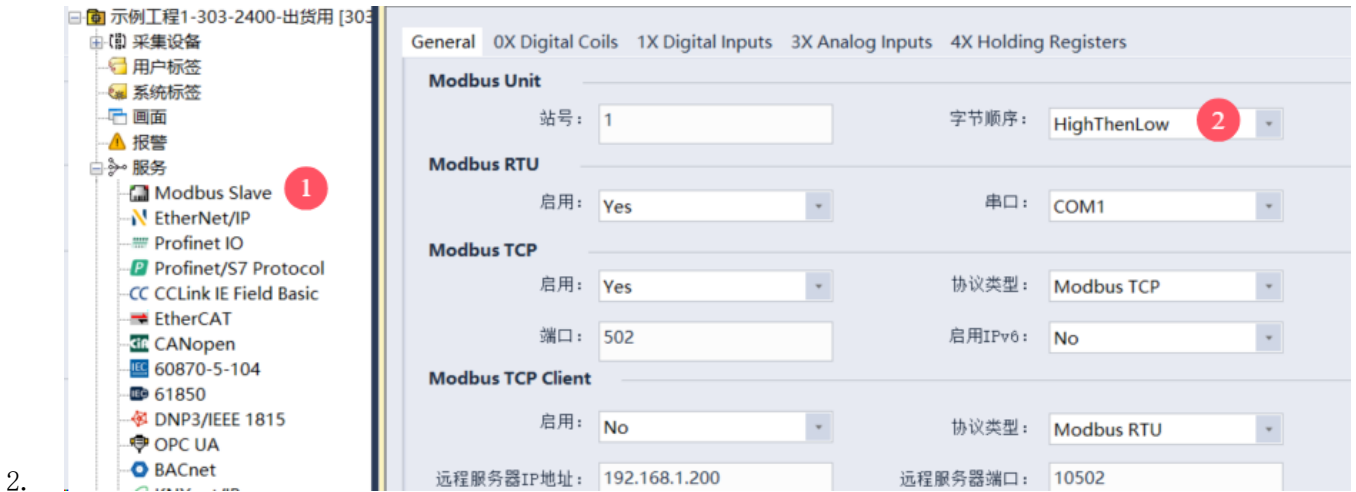 示例工程1-303-2400-出货用 [303
采集设备
用户标签
系统标签
画面
报警
服务
Modbus Slave 1
EtherNet/IP
Profinet IO
Profinet/S7 Protocol
CCLink IE Field Basic
EtherCAT
CANopen
60870-5-104
61850
DNP3/IEEE 1815
OPC UA
BACnet
General 0X Digital Coils 1X Digital Inputs 3X Analog Inputs 4X Holding Registers
Modbus Unit
站号: 1 字节顺序: HighThenLow 2
Modbus RTU
启用: Yes 串口: COM1
Modbus TCP
启用: Yes 协议类型: Modbus TCP
端口: 502 启用IPv6: No
Modbus TCP Client
启用: No 协议类型: Modbus RTU
远程服务器IP地址: 192.168.1.200 远程服务器端口: 10502
2.